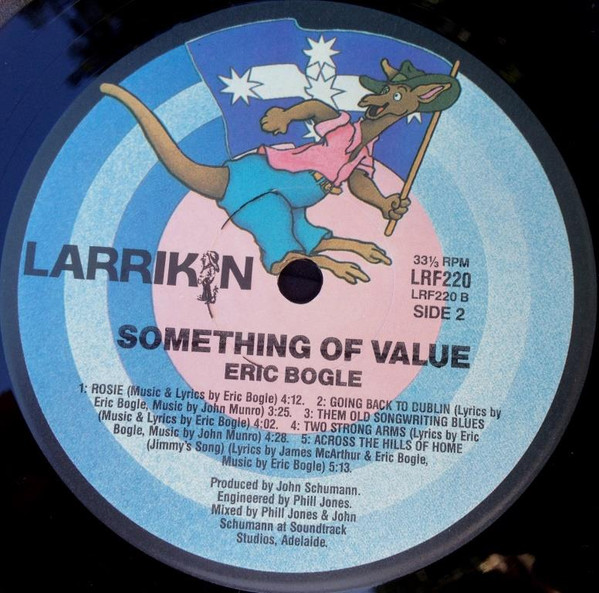 LARRIKIN
33⅓ RPM
LRF220
LRF220 B
SIDE 2
SOMETHING OF VALUE
ERIC BOGLE
1: ROSIE (Music & Lyrics by Eric Bogle) 4:12. 2: GOING BACK TO DUBLIN (Lyrics by
Eric Bogle, Music by John Munro) 3:25. 3: THEM OLD SONGWRITING BLUES
(Music & Lyrics by Eric Bogle) 4:02. 4: TWO STRONG ARMS (Lyrics by Eric
Bogle, Music by John Munro) 4:28. 5: ACROSS THE HILLS OF HOME
(Jimmy's Song) (Lyrics by James McArthur & Eric Bogle,
Music by Eric Bogle) 5:13.
Produced by John Schumann.
Engineered by Phill Jones.
Mixed by Phill Jones & John
Schumann at Soundtrack
Studios, Adelaide.